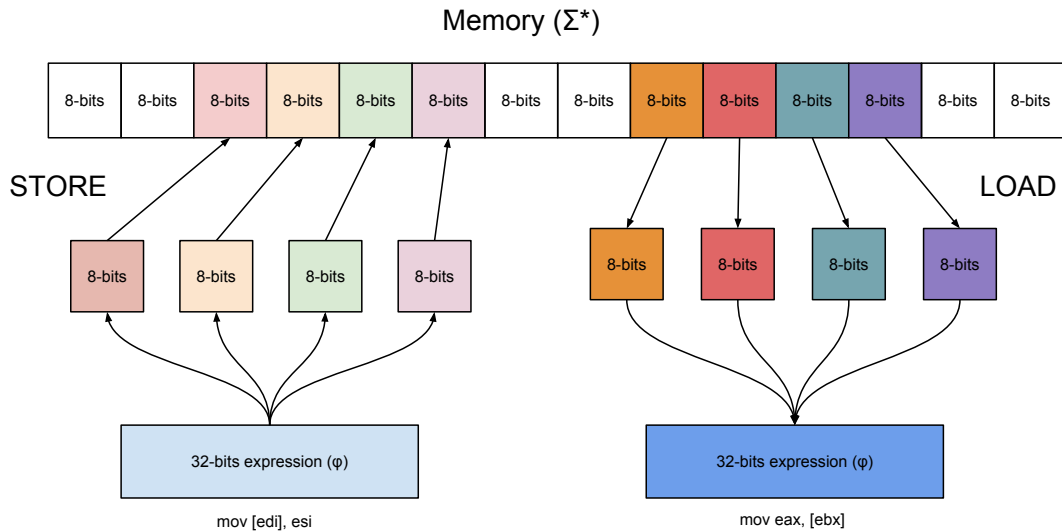 Memory (Σ*)
8-bits 8-bits 8-bits 8-bits 8-bits 8-bits 8-bits 8-bits 8-bits 8-bits 8-bits 8-bits 8-bits 8-bits
STORE LOAD
8-bits 8-bits 8-bits 8-bits 8-bits 8-bits 8-bits 8-bits
32-bits expression (φ) 32-bits expression (φ)
mov [edi], esi mov eax, [ebx]